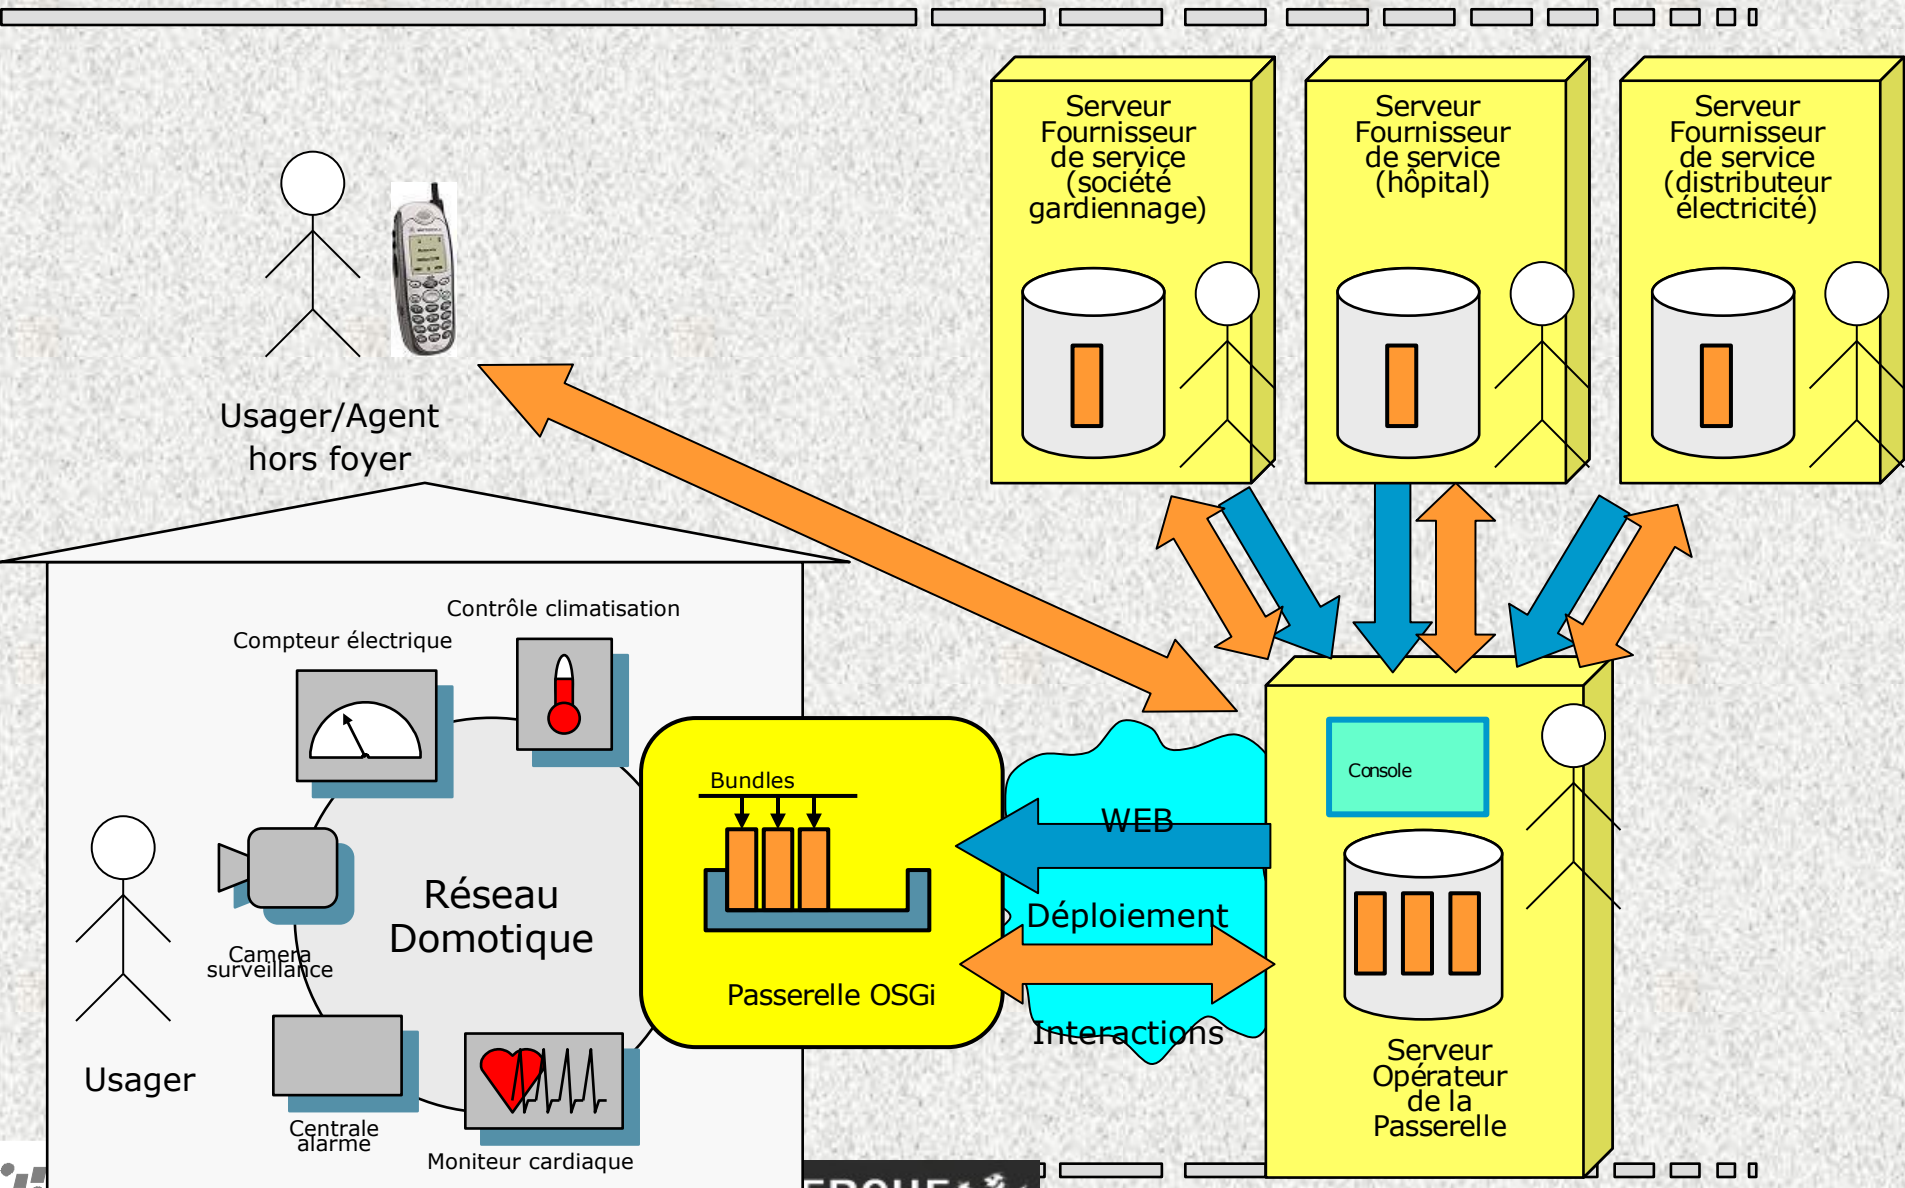 Serveur
Fournisseur
de service
(société
gardiennage)
Serveur
Fournisseur
de service
(hôpital)
Serveur
Fournisseur
de service
(distributeur
électricité)
Usager/Agent
hors foyer
Contrôle climatisation
Compteur électrique
Bundles
Console
WEB
Réseau
Domotique
Déploiement
Camera
surveillance
Passerelle OSGi
Interactions
Usager
Serveur
Opérateur
de la
Passerelle
Centrale
alarme
Moniteur cardiaque